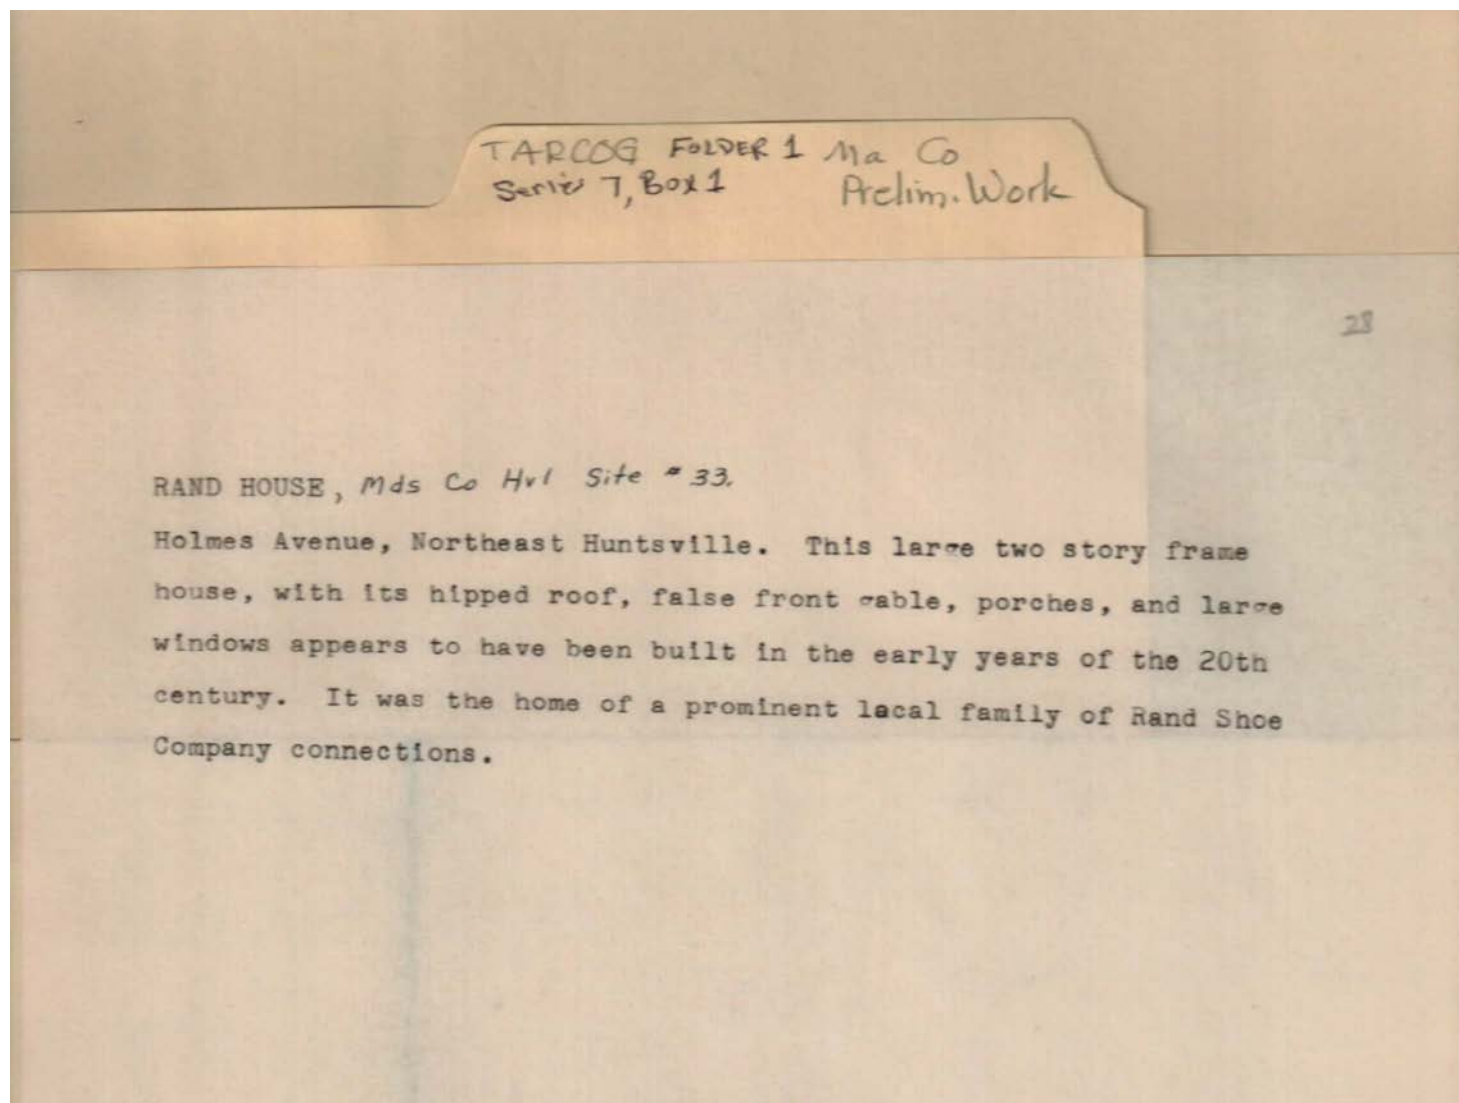 TARCOG FOLDER 1 Ma Co
Series 7, Box 1 Prelim. Work
28
RAND HOUSE, Mds Co Hvl Site #33.
Holmes Avenue, Northeast Huntsville. This large two story frame
house, with its hipped roof, false front gable, porches, and large
windows appears to have been built in the early years of the 20th
century. It was the home of a prominent lacal family of Rand Shoe
Company connections.